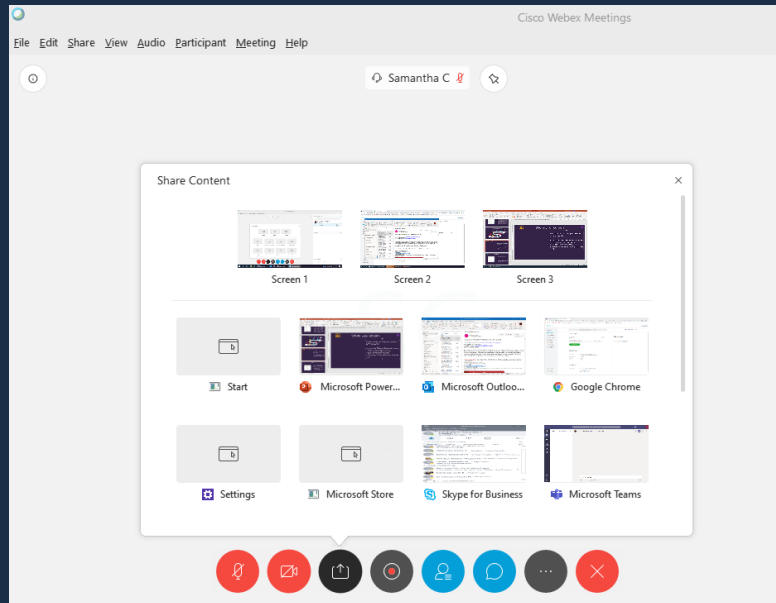 Cisco Webex Meetings
File Edit Share View Audio Participant Meeting Help
Samantha C
Share Content
Screen 1 Screen 2 Screen 3
Start Microsoft Power... Microsoft Outloo... Google Chrome
Settings Microsoft Store Skype for Business Microsoft Teams